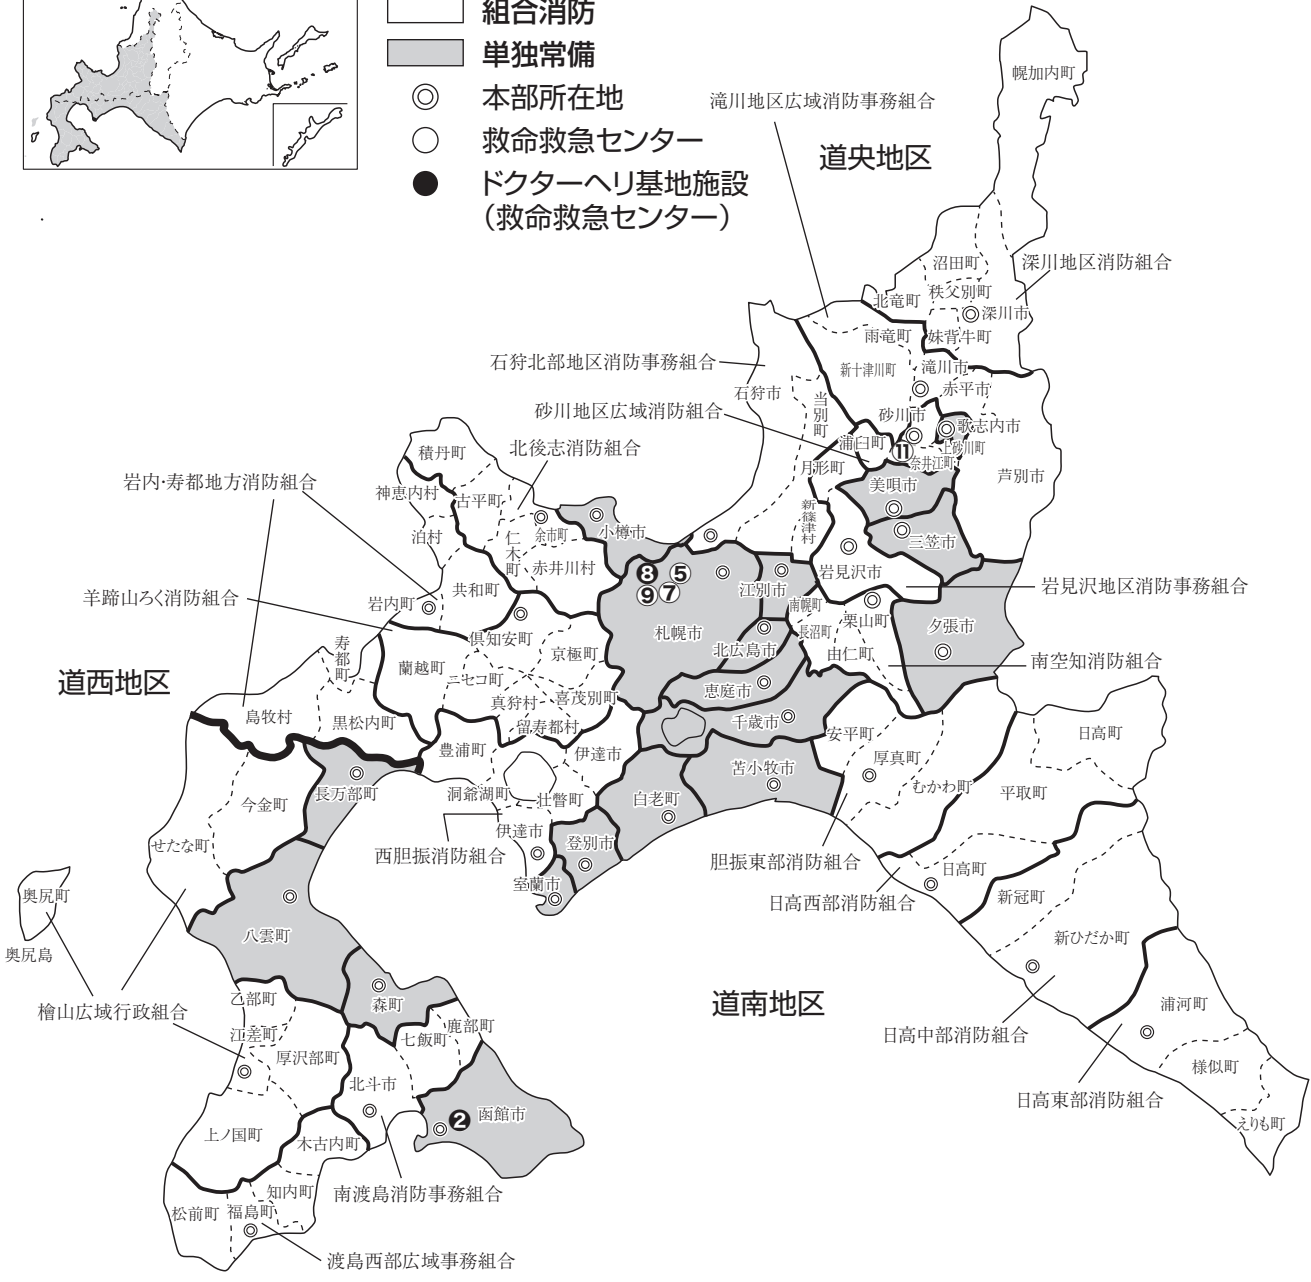 組合消防
単独常備
本部所在地
救命救急センター
ドクターヘリ基地施設
（救命救急センター）
幌加内町
滝川地区広域消防事務組合
道央地区
沼田町
深川地区消防組合
秩父別町
北竜町
深川市
雨竜町
妹背牛町
石狩北部地区消防事務組合
新十津川町
滝川市
赤平市
石狩市
当別町
砂川地区広域消防組合
砂川市
歌志内市
浦臼町
上砂川町
11
奈井江町
月形町
芦別市
美唄市
北後志消防組合
積丹町
岩内・寿都地方消防組合
神恵内村
古平町
新篠津村
泊村
仁木町
余市町
小樽市
三笠市
赤井川村
8
5
9
7
岩見沢市
岩見沢地区消防事務組合
共和町
江別市
羊蹄山ろく消防組合
岩内町
南幌町
栗山町
夕張市
札幌市
長沼町
倶知安町
寿都町
北広島市
京極町
由仁町
南空知消防組合
道西地区
蘭越町
ニセコ町
恵庭市
真狩村
喜茂別町
島牧村
黒松内町
留寿都村
千歳市
安平町
日高町
豊浦町
伊達市
厚真町
苫小牧市
むかわ町
平取町
長万部町
洞爺湖町
壮瞥町
白老町
今金町
伊達市
登別市
せたな町
西胆振消防組合
胆振東部消防組合
日高町
室蘭市
日高西部消防組合
新冠町
奥尻町
八雲町
新ひだか町
奥尻島
乙部町
森町
道南地区
浦河町
檜山広域行政組合
江差町
七飯町
鹿部町
日高中部消防組合
厚沢部町
様似町
北斗市
日高東部消防組合
2
函館市
えりも町
上ノ国町
木古内町
知内町
南渡島消防事務組合
松前町
福島町
渡島西部広域事務組合